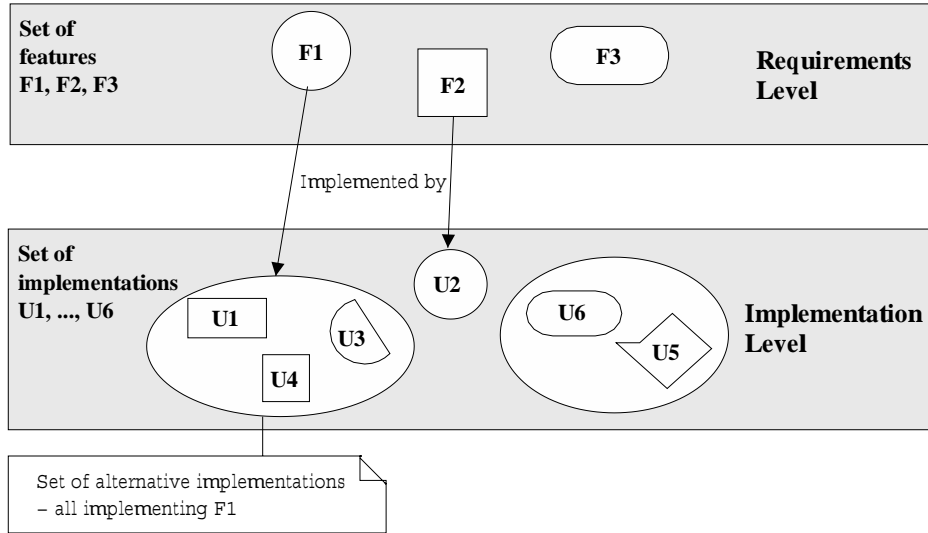 Set of
features
F1, F2, F3
F1
F2
F3
Requirements
Level
Implemented by
Set of
implementations
U1, ..., U6
U1
U3
U4
U2
U6
U5
Implementation
Level
Set of alternative implementations
– all implementing F1